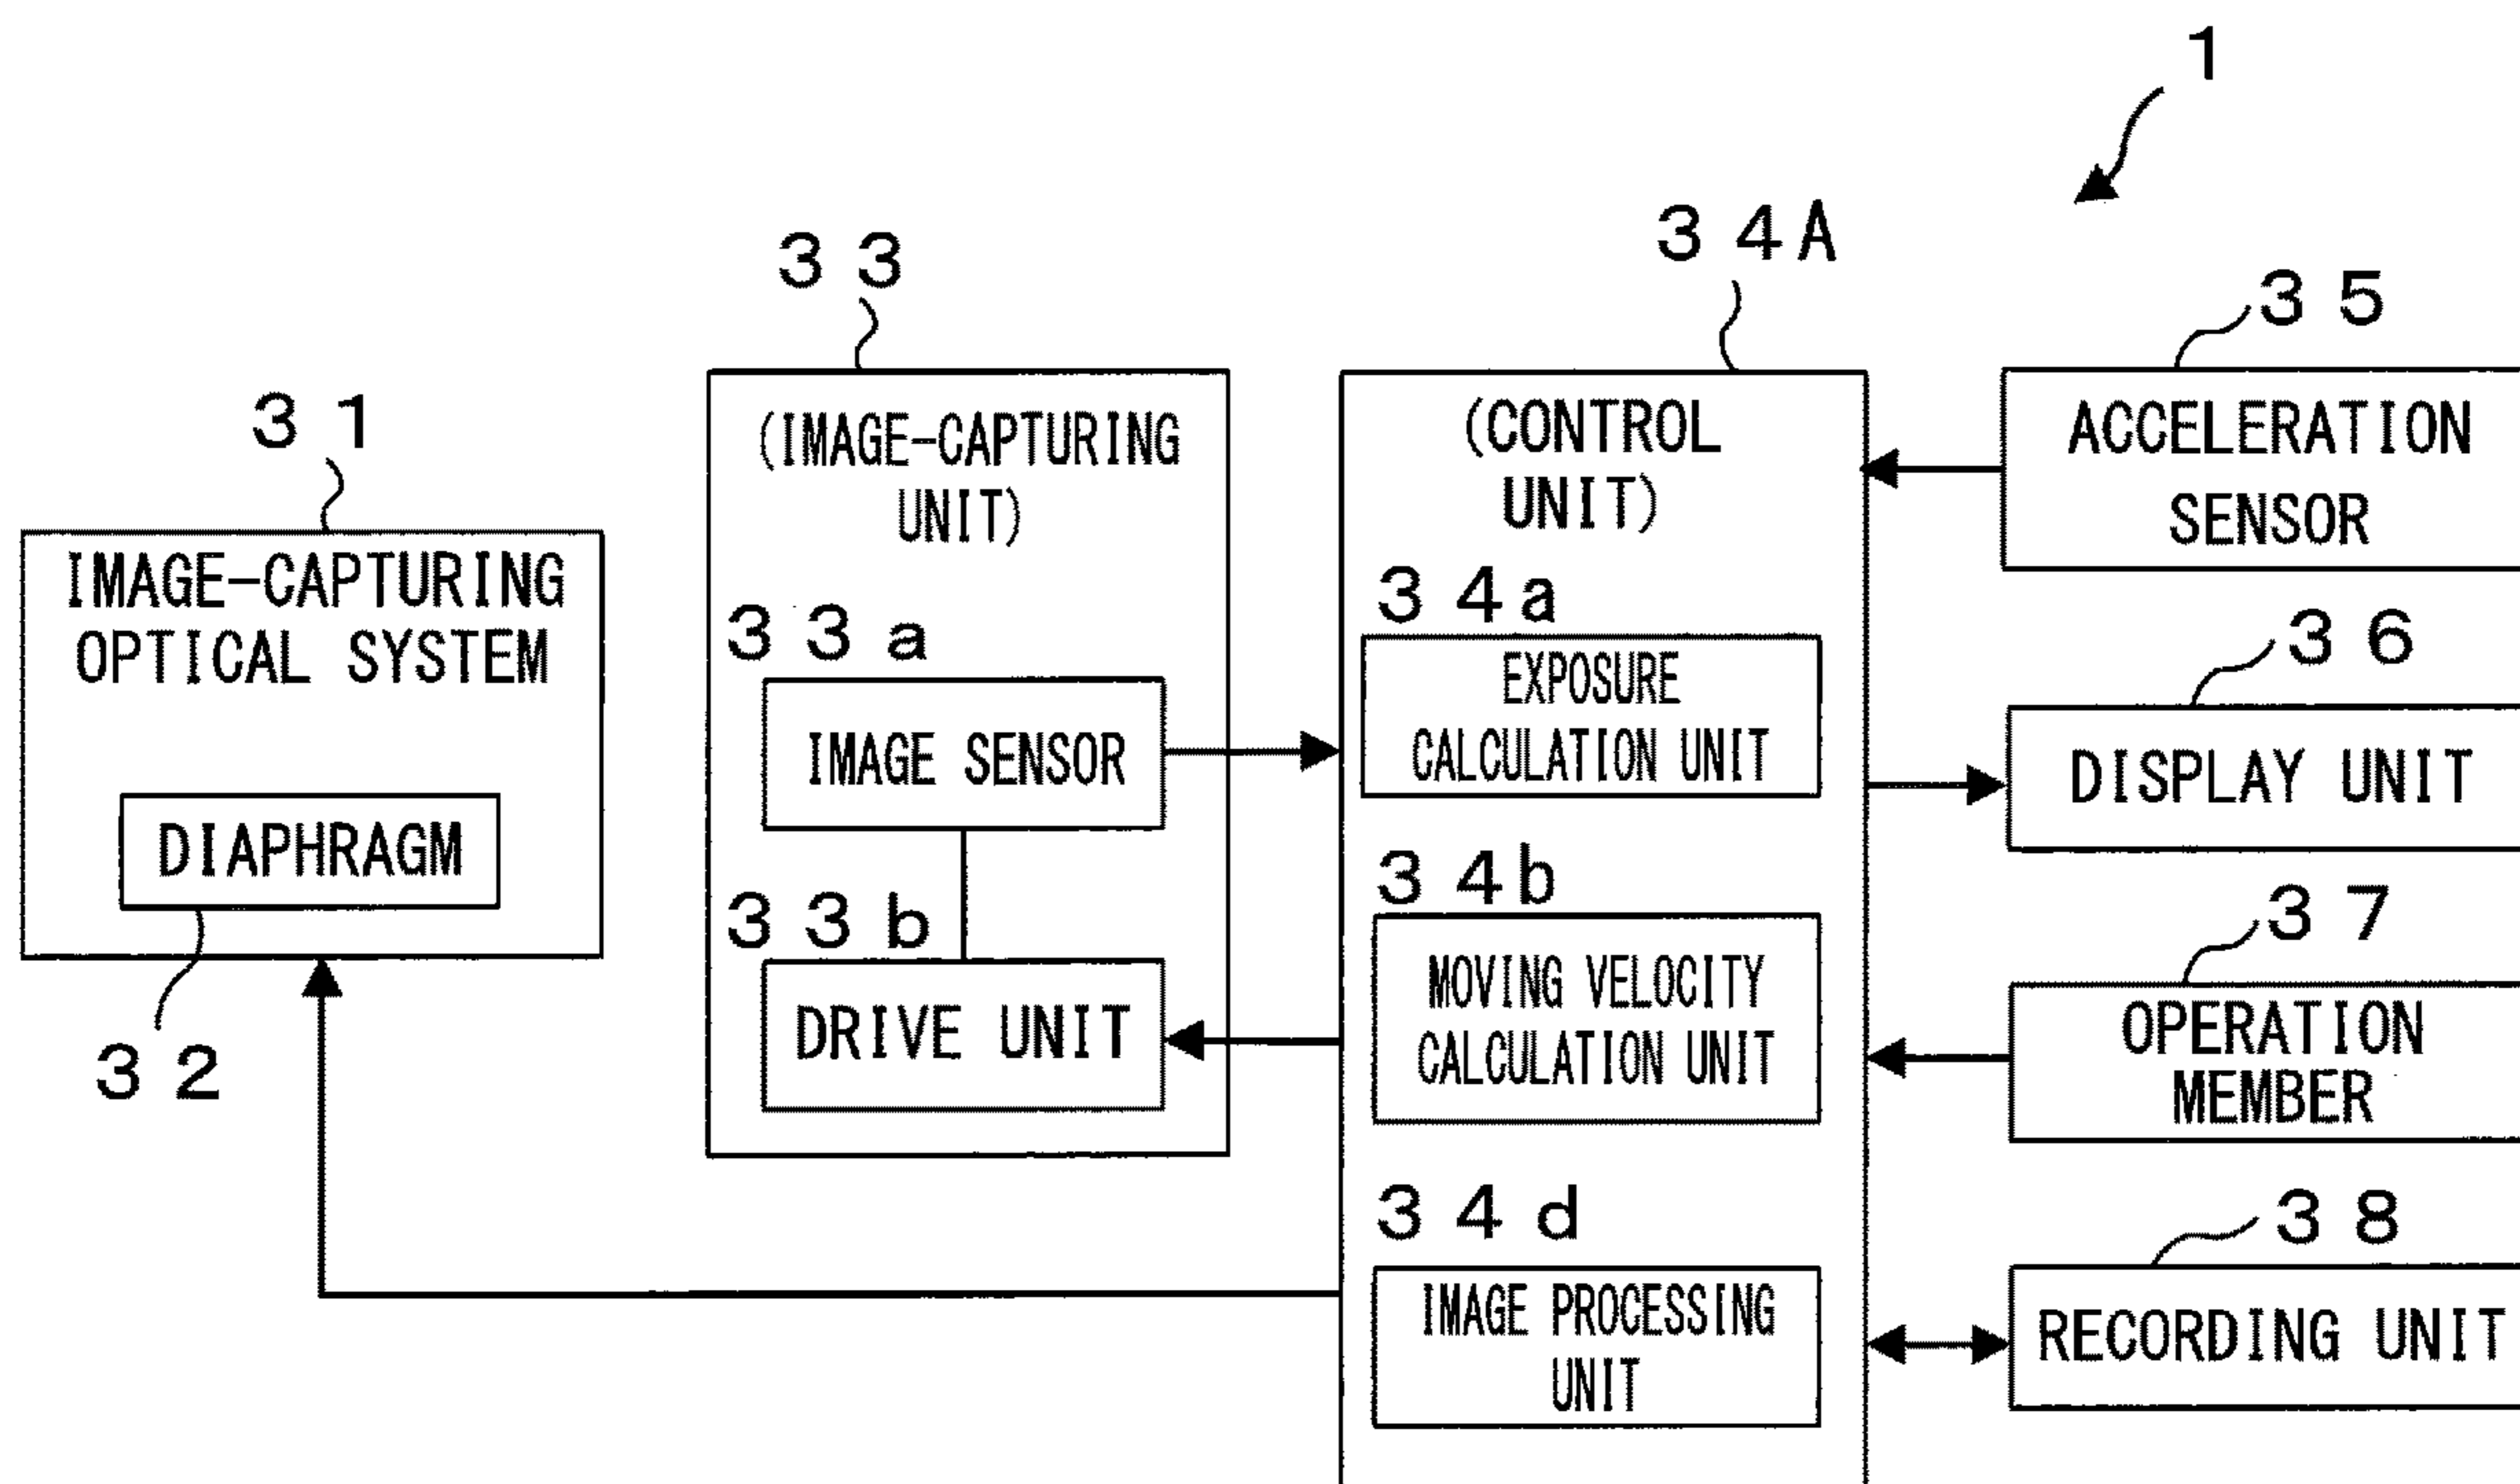 1
31
IMAGE-CAPTURING
OPTICAL SYSTEM
DIAPHRAGM
32
33
(IMAGE-CAPTURING
UNIT)
33a
IMAGE SENSOR
33b
DRIVE UNIT
34A
(CONTROL
UNIT)
34a
EXPOSURE
CALCULATION UNIT
34b
MOVING VELOCITY
CALCULATION UNIT
34d
IMAGE PROCESSING
UNIT
35
ACCELERATION
SENSOR
36
DISPLAY UNIT
37
OPERATION
MEMBER
38
RECORDING UNIT